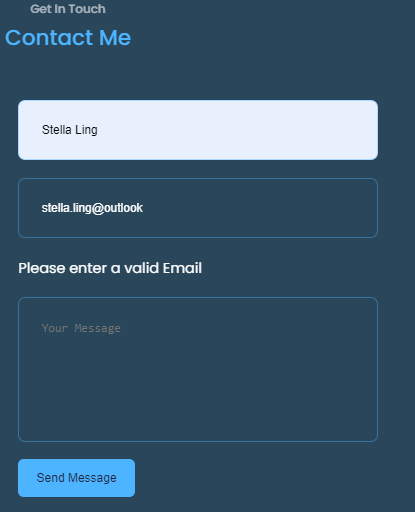 Get In Touch
Contact Me
Stella Ling
stella.ling@outlook
Please enter a valid Email
Your Message
Send Message